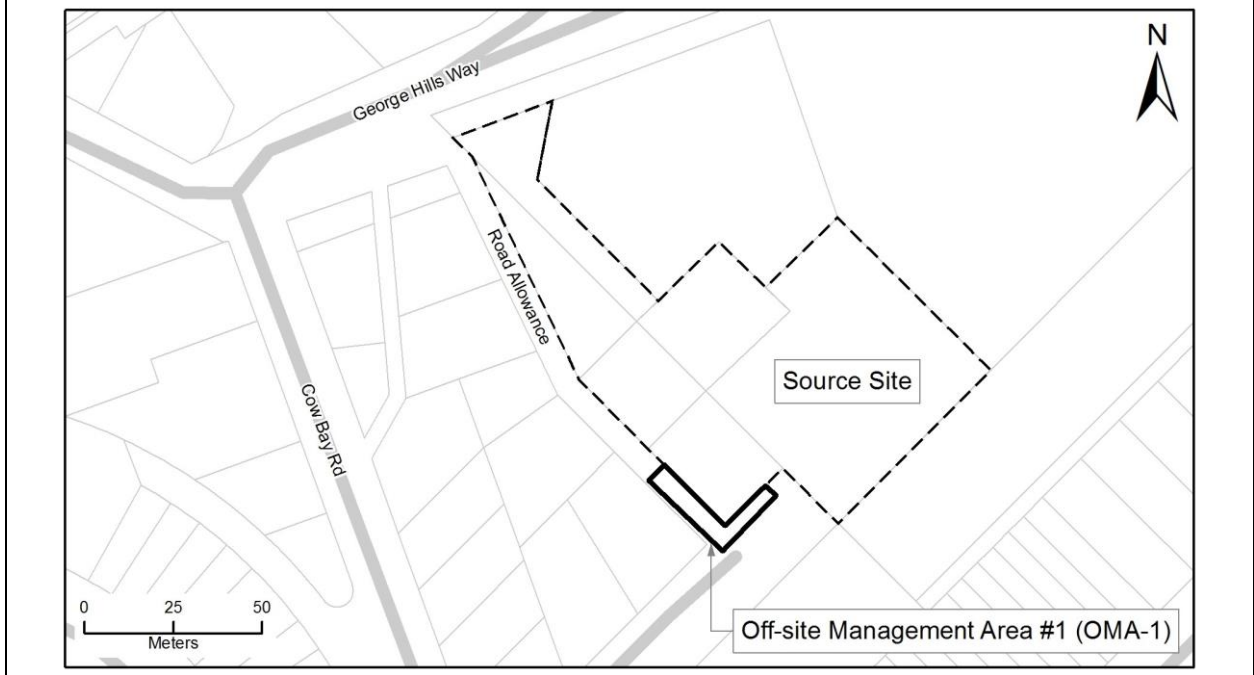 N
George Hills Way
Road Allowance
Source Site
Cow Bay Rd
0 25 50
Meters
Off-site Management Area #1 (OMA-1)